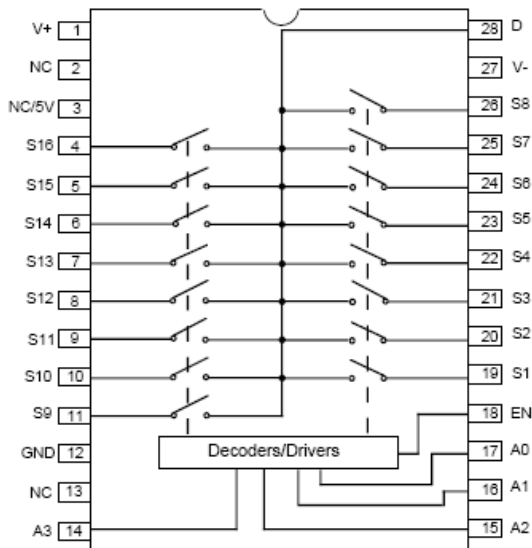 V+ 1 28 D
NC 2 27 V-
NC/5V 3 26 S8
S16 4 25 S7
S15 5 24 S6
S14 6 23 S5
S13 7 22 S4
S12 8 21 S3
S11 9 20 S2
S10 10 19 S1
S9 11 18 EN
GND 12 Decoders/Drivers 17 A0
NC 13 16 A1
A3 14 15 A2